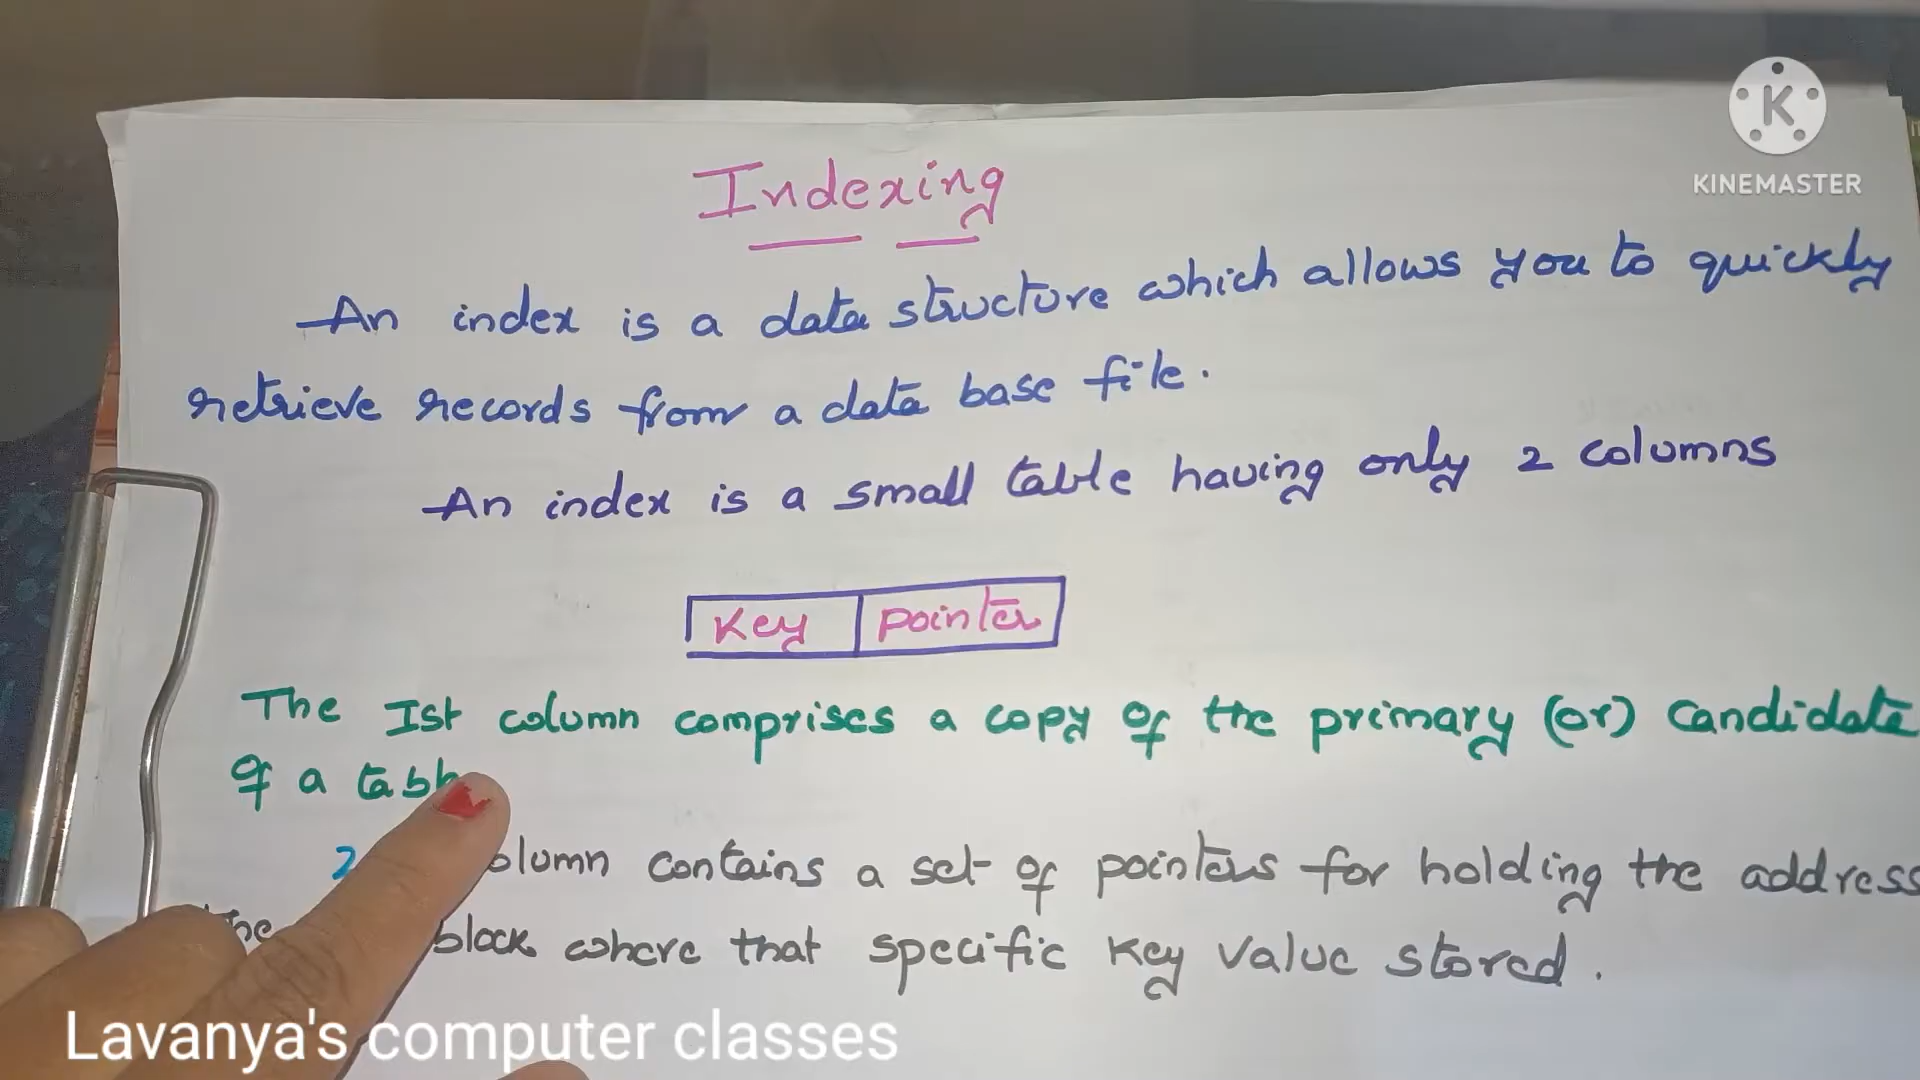 K
KINEMASTER
Indexing
An index is a data structure which allows you to quickly
retrieve records from a data base file.
An index is a small table having only 2 columns
Key pointer
The Ist column comprises a copy of the primary (or) candidate
of a
2 column contains a set of pointers for holding the address
block where that specific key value stored.
Lavanya's computer classes